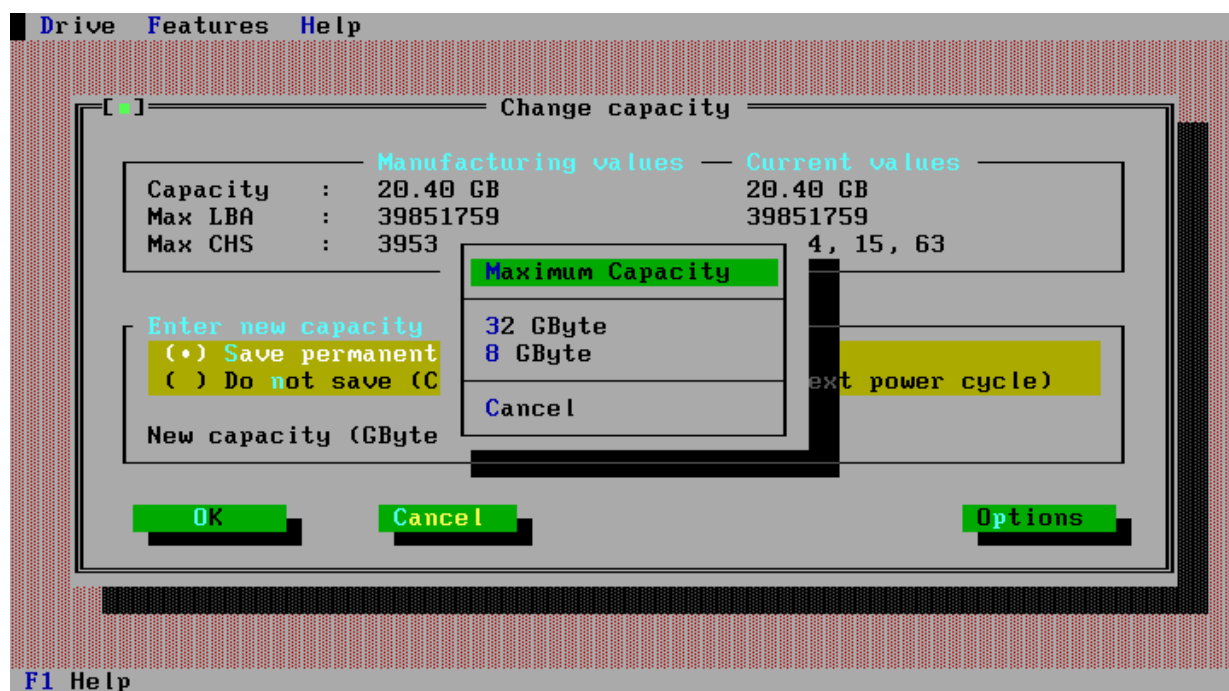 Drive Features Help
[ ] Change capacity
Manufacturing values Current values
Capacity : 20.40 GB 20.40 GB
Max LBA : 39851759 39851759
Max CHS : 3953 4, 15, 63
Maximum Capacity
32 GByte
8 GByte
Cancel
Enter new capacity
(•) Save permanent
( ) Do not save (C ext power cycle)
New capacity (GByte
OK Cancel Options
F1 Help